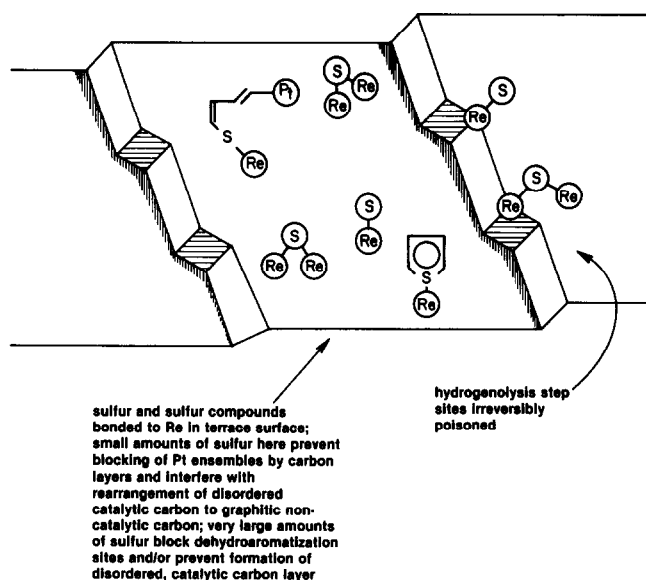 S
Re
Re
Pt
S
Re
S
Re
S
Re
Re
S
Re
S
Re
Re
S
Re
S
Re
hydrogenolysis step
sites irreversibly
poisoned
sulfur and sulfur compounds
bonded to Re in terrace surface;
small amounts of sulfur here prevent
blocking of Pt ensembles by carbon
layers and interfere with
rearrangement of disordered
catalytic carbon to graphitic non-
catalytic carbon; very large amounts
of sulfur block dehydroaromatization
sites and/or prevent formation of
disordered, catalytic carbon layer